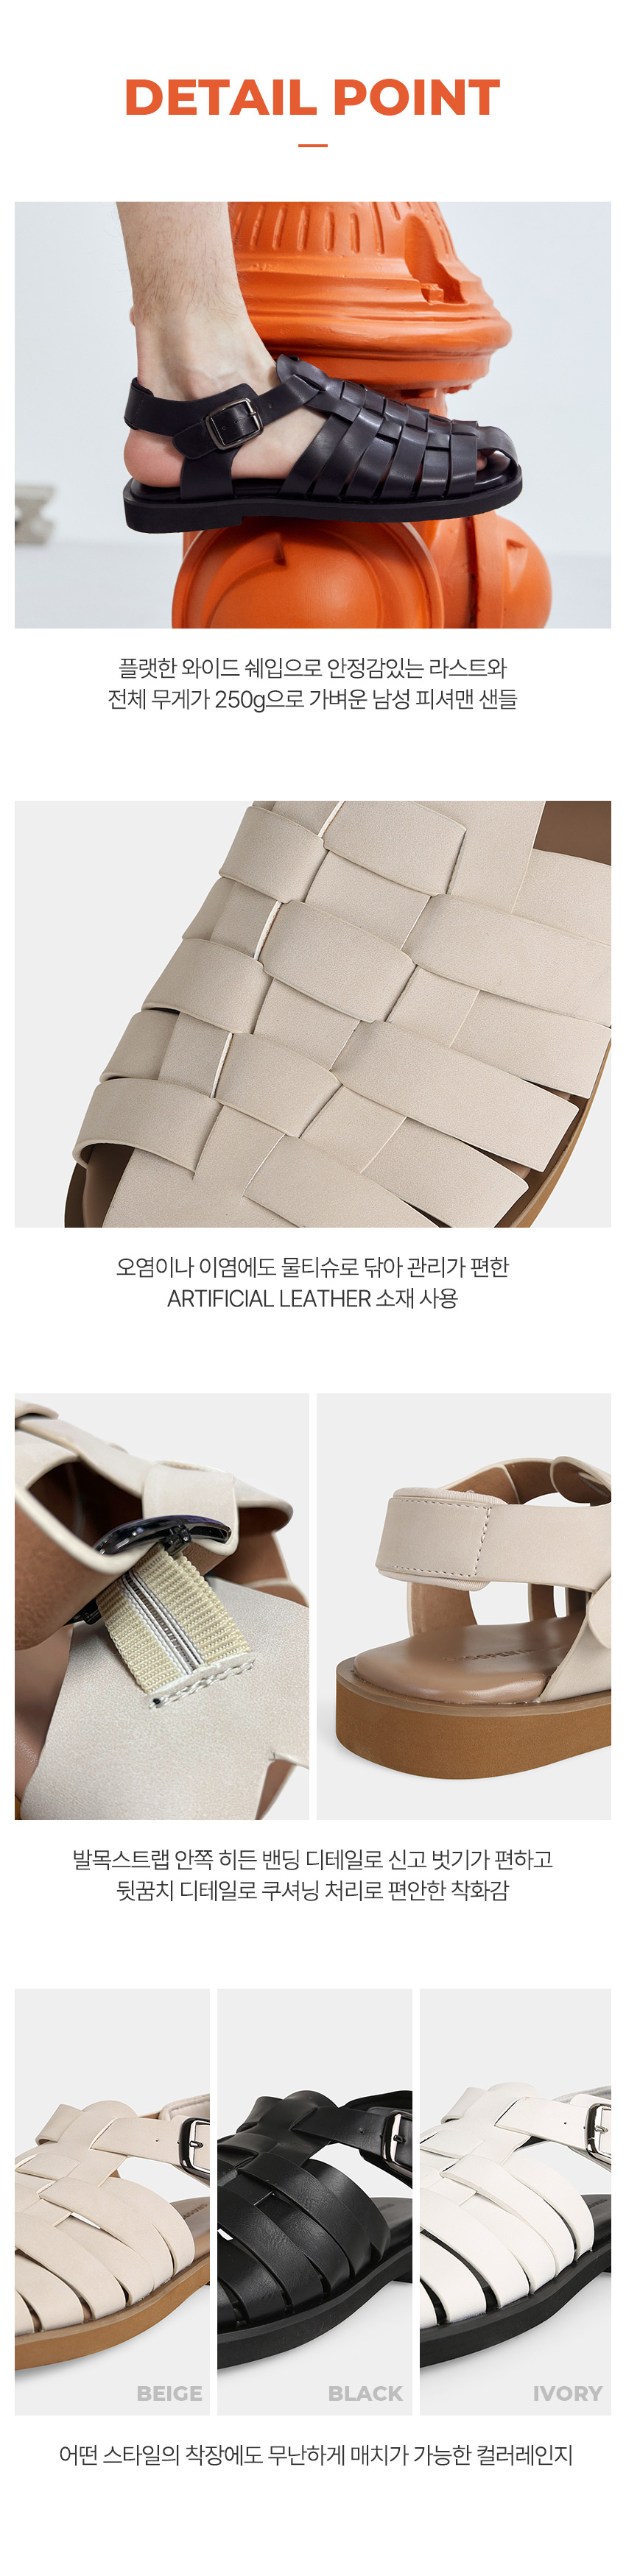 DETAIL POINT
플랫한 와이드 쉐입으로 안정감있는 라스트와
전체 무게가 250g으로 가벼운 남성 피셔맨 샌들
오염이나 이염에도 물티슈로 닦아 관리가 편한
ARTIFICIAL LEATHER 소재 사용
발목스트랩 안쪽 히든 밴딩 디테일로 신고 벗기가 편하고
뒷꿈치 디테일로 쿠셔닝 처리로 편안한 착화감
BEIGE
BLACK
IVORY
어떤 스타일의 착장에도 무난하게 매치가 가능한 컬러레인지